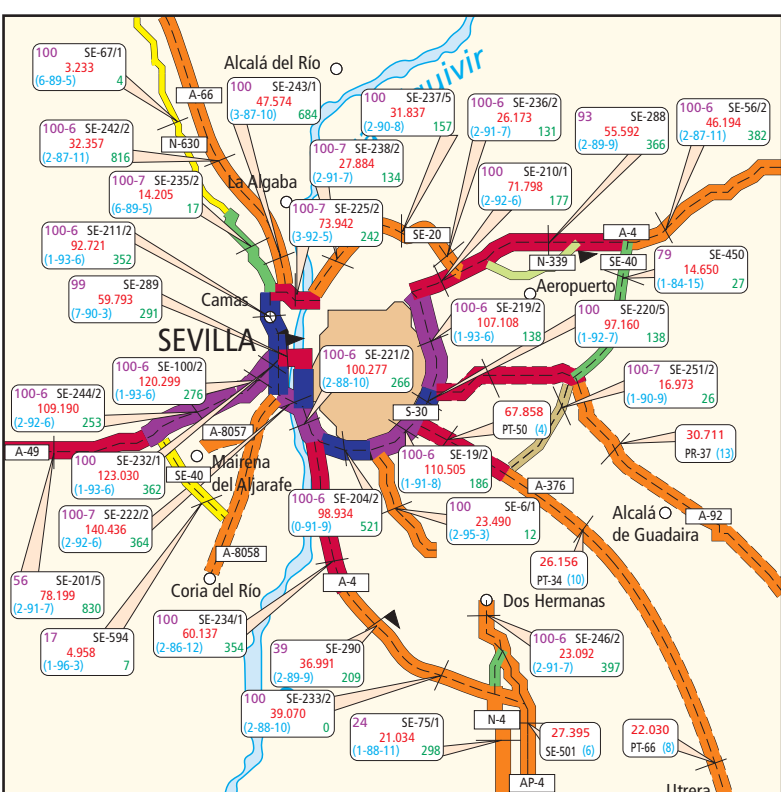 100 SE-67/1
3.233
(6-89-5) 4
Alcalá del Río
quivir
A-66
100 SE-243/1
47.574
(3-87-10) 684
100 SE-237/5
31.837
(2-90-8) 157
100-6 SE-236/2
26.173
(2-91-7) 131
93 SE-288
55.592
(2-89-9) 366
100-6 SE-56/2
46.194
(2-87-11) 382
100-6 SE-242/2
32.357
(2-87-11) 816
N-630
100-7 SE-238/2
27.884
(2-91-7) 134
100 SE-210/1
71.798
(2-92-6) 177
100-7 SE-235/2
14.205
(6-89-5) 17
La Algaba
100-7 SE-225/2
73.942
(3-92-5) 242
SE-20
A-4
100-6 SE-211/2
92.721
(1-93-6) 352
N-339
SE-40
79 SE-450
14.650
(1-84-15) 27
99 SE-289
59.793
(7-90-3) 291
Camas
Aeropuerto
SEVILLA
100-6 SE-219/2
107.108
(1-93-6) 138
100 SE-220/5
97.160
(1-92-7) 138
100-6 SE-100/2
120.299
(1-93-6) 276
100-6 SE-221/2
100.277
(2-88-10) 266
100-7 SE-251/2
16.973
(1-90-9) 26
100-6 SE-244/2
109.190
(2-92-6) 253
S-30
67.858
PT-50 (4)
A-8057
30.711
PR-37 (13)
A-49
100 SE-232/1
123.030
(1-93-6) 362
SE-40
Mairena
del Aljarafe
100-6 SE-19/2
110.505
(1-91-8) 186
A-376
100-7 SE-222/2
140.436
(2-92-6) 364
100-6 SE-204/2
98.934
(0-91-9) 521
100 SE-6/1
23.490
(2-95-3) 12
Alcalá
de Guadaira
A-92
A-8058
26.156
PT-34 (10)
56 SE-201/5
78.199
(2-91-7) 830
Coria del Río
A-4
Dos Hermanas
17 SE-594
4.958
(1-96-3) 7
100 SE-234/1
60.137
(2-86-12) 354
39 SE-290
36.991
(2-89-9) 209
100-6 SE-246/2
23.092
(2-91-7) 397
100 SE-233/2
39.070
(2-88-10) 0
24 SE-75/1
21.034
(1-88-11) 298
N-4
27.395
SE-501 (6)
22.030
PT-66 (8)
AP-4
Utrera